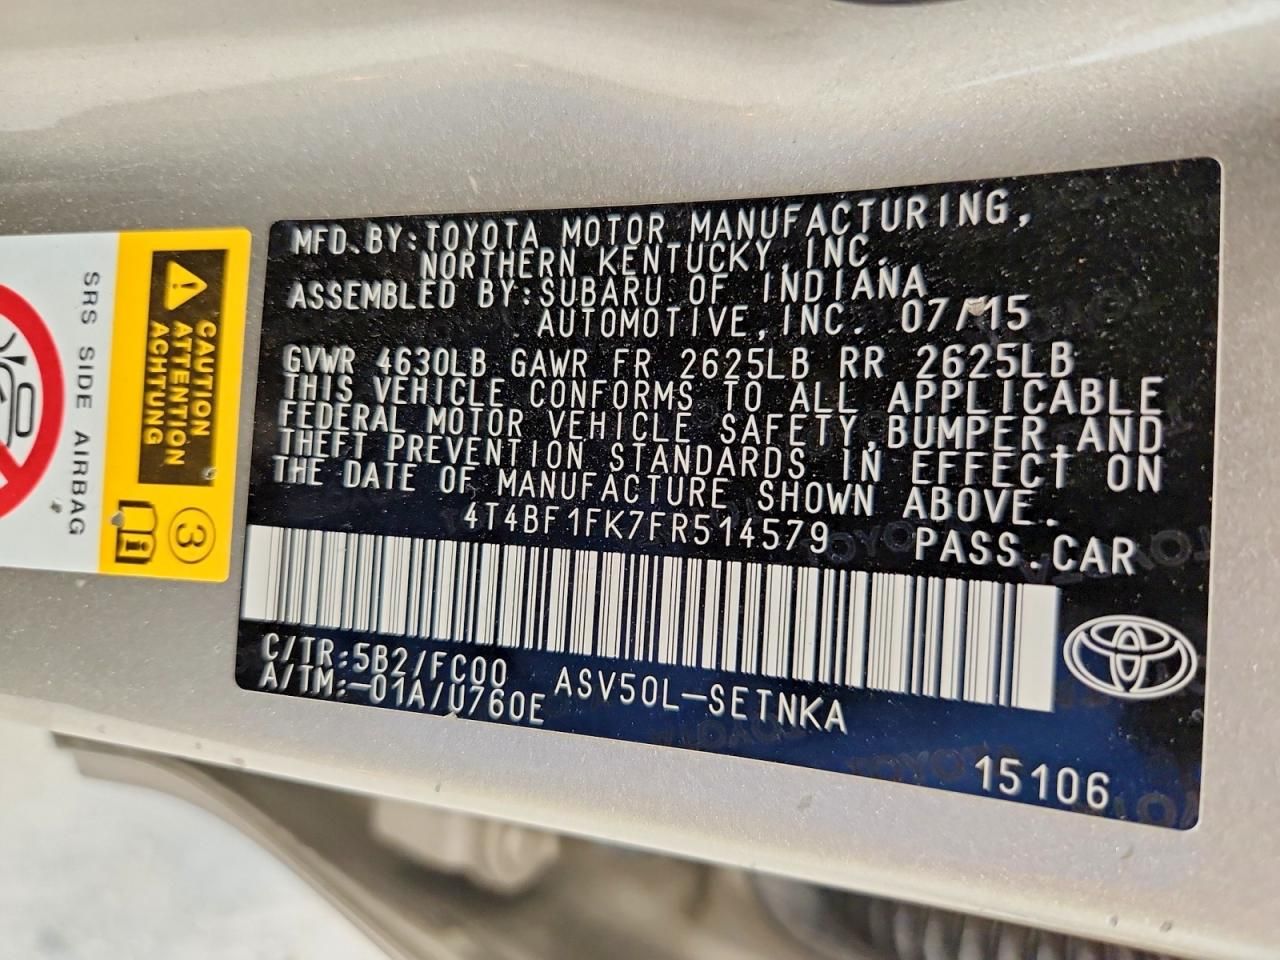 MFD.BY:TOYOTA MOTOR MANUFACTURING,
NORTHERN KENTUCKY, INC.
ASSEMBLED BY:SUBARU OF INDIANA
AUTOMOTIVE,INC. 07/15
GVWR 4630LB GAWR FR 2625LB RR 2625LB
THIS VEHICLE CONFORMS TO ALL APPLICABLE
FEDERAL MOTOR VEHICLE SAFETY,BUMPER,AND
THEFT PREVENTION STANDARDS IN EFFECT ON
THE DATE OF MANUFACTURE SHOWN ABOVE.
4T4BF1FK7FR514579 PASS.CAR
C/TR:5B2/FC00 ASV50L-SETNKA
A/TM:-01A/U760E
15106
SRS SIDE AIRBAG
CAUTION
ATTENTION
ACHTUNG
3